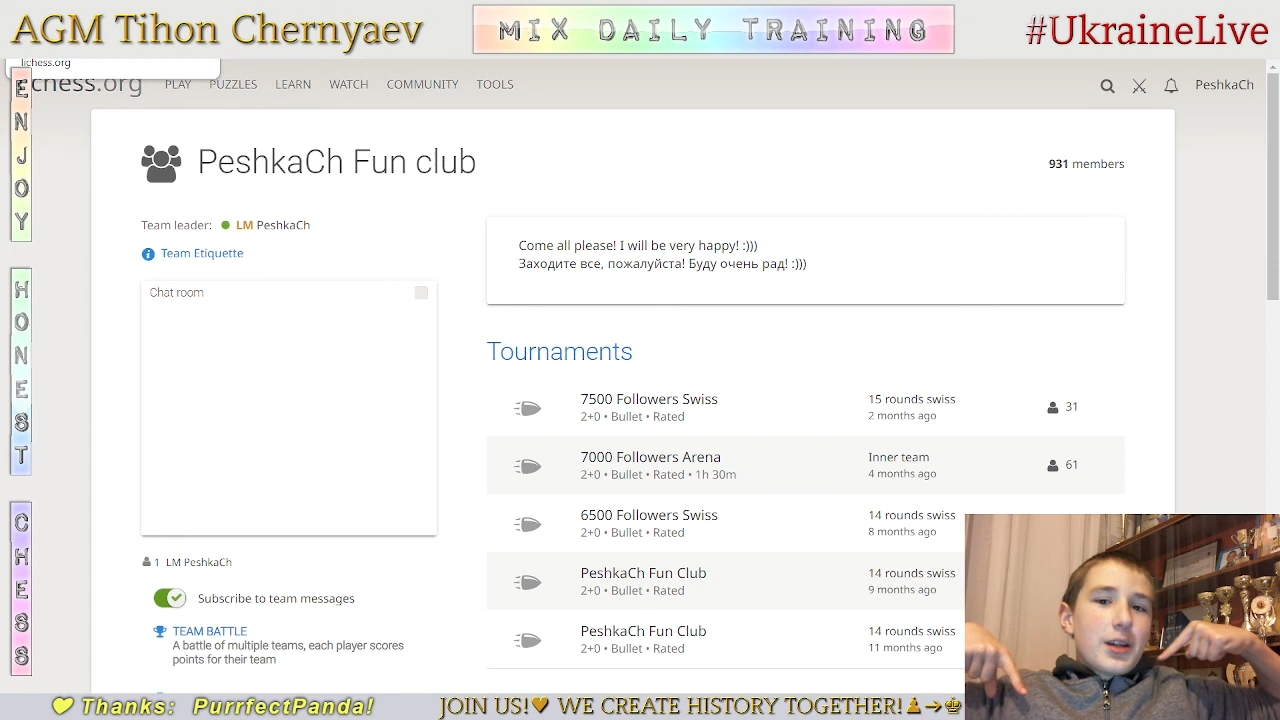 AGM Tihon Chernyaev
MIX DAILY TRAINING
#UkraineLive
lichess.org
chess.org
PLAY
PUZZLES
LEARN
WATCH
COMMUNITY
TOOLS
PeshkaCh
ENJOY
HONEST
CHESS
PeshkaCh Fun club
931 members
Team leader: LM PeshkaCh
Team Etiquette
Come all please! I will be very happy! :)))
Заходите все, пожалуйста! Буду очень рад! :)))
Chat room
Tournaments
7500 Followers Swiss
2+0 • Bullet • Rated
15 rounds swiss
2 months ago
31
7000 Followers Arena
2+0 • Bullet • Rated • 1h 30m
Inner team
4 months ago
61
6500 Followers Swiss
2+0 • Bullet • Rated
14 rounds swiss
8 months ago
PeshkaCh Fun Club
2+0 • Bullet • Rated
14 rounds swiss
9 months ago
PeshkaCh Fun Club
2+0 • Bullet • Rated
14 rounds swiss
11 months ago
1 LM PeshkaCh
Subscribe to team messages
TEAM BATTLE
A battle of multiple teams, each player scores
points for their team
Thanks: PurrfectPanda!
JOIN US!🧡 WE CREATE HISTORY TOGETHER!♟→♚